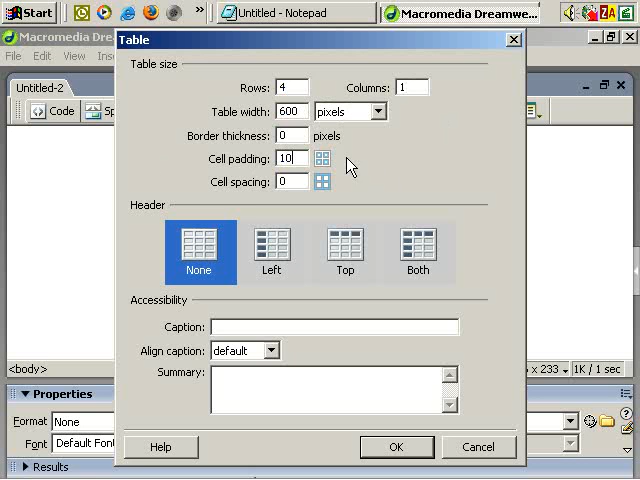 Start
»
Untitled - Notepad
Macromedia Dreamwe...
ZA
Macromedia Drea
File Edit View Ins
Table
Table size
Rows: 4 Columns: 1
Table width: 600 pixels
Border thickness: 0 pixels
Cell padding: 10
Cell spacing: 0
Header
None Left Top Both
Accessibility
Caption:
Align caption: default
Summary:
Help OK Cancel
Untitled-2
Code Sp
<body>
x 233 1K / 1 sec
Properties
Format None
Font Default Font
Results